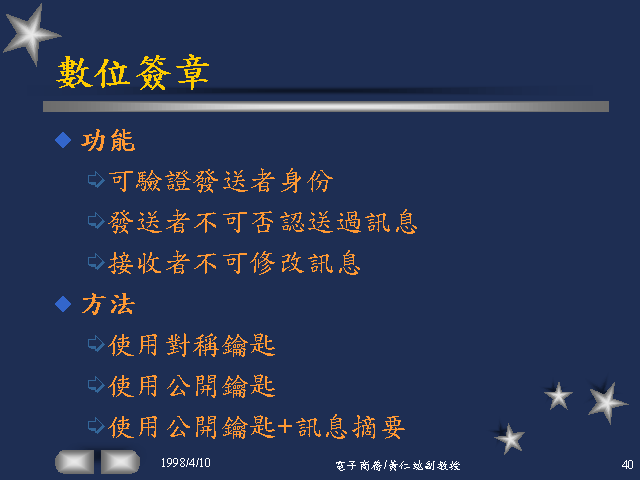 數位簽章
功能
可驗證發送者身份
發送者不可否認送過訊息
接收者不可修改訊息
方法
使用對稱鑰匙
使用公開鑰匙
使用公開鑰匙+訊息摘要
1998/4/10
電子商務/黃仁竑副教授
40